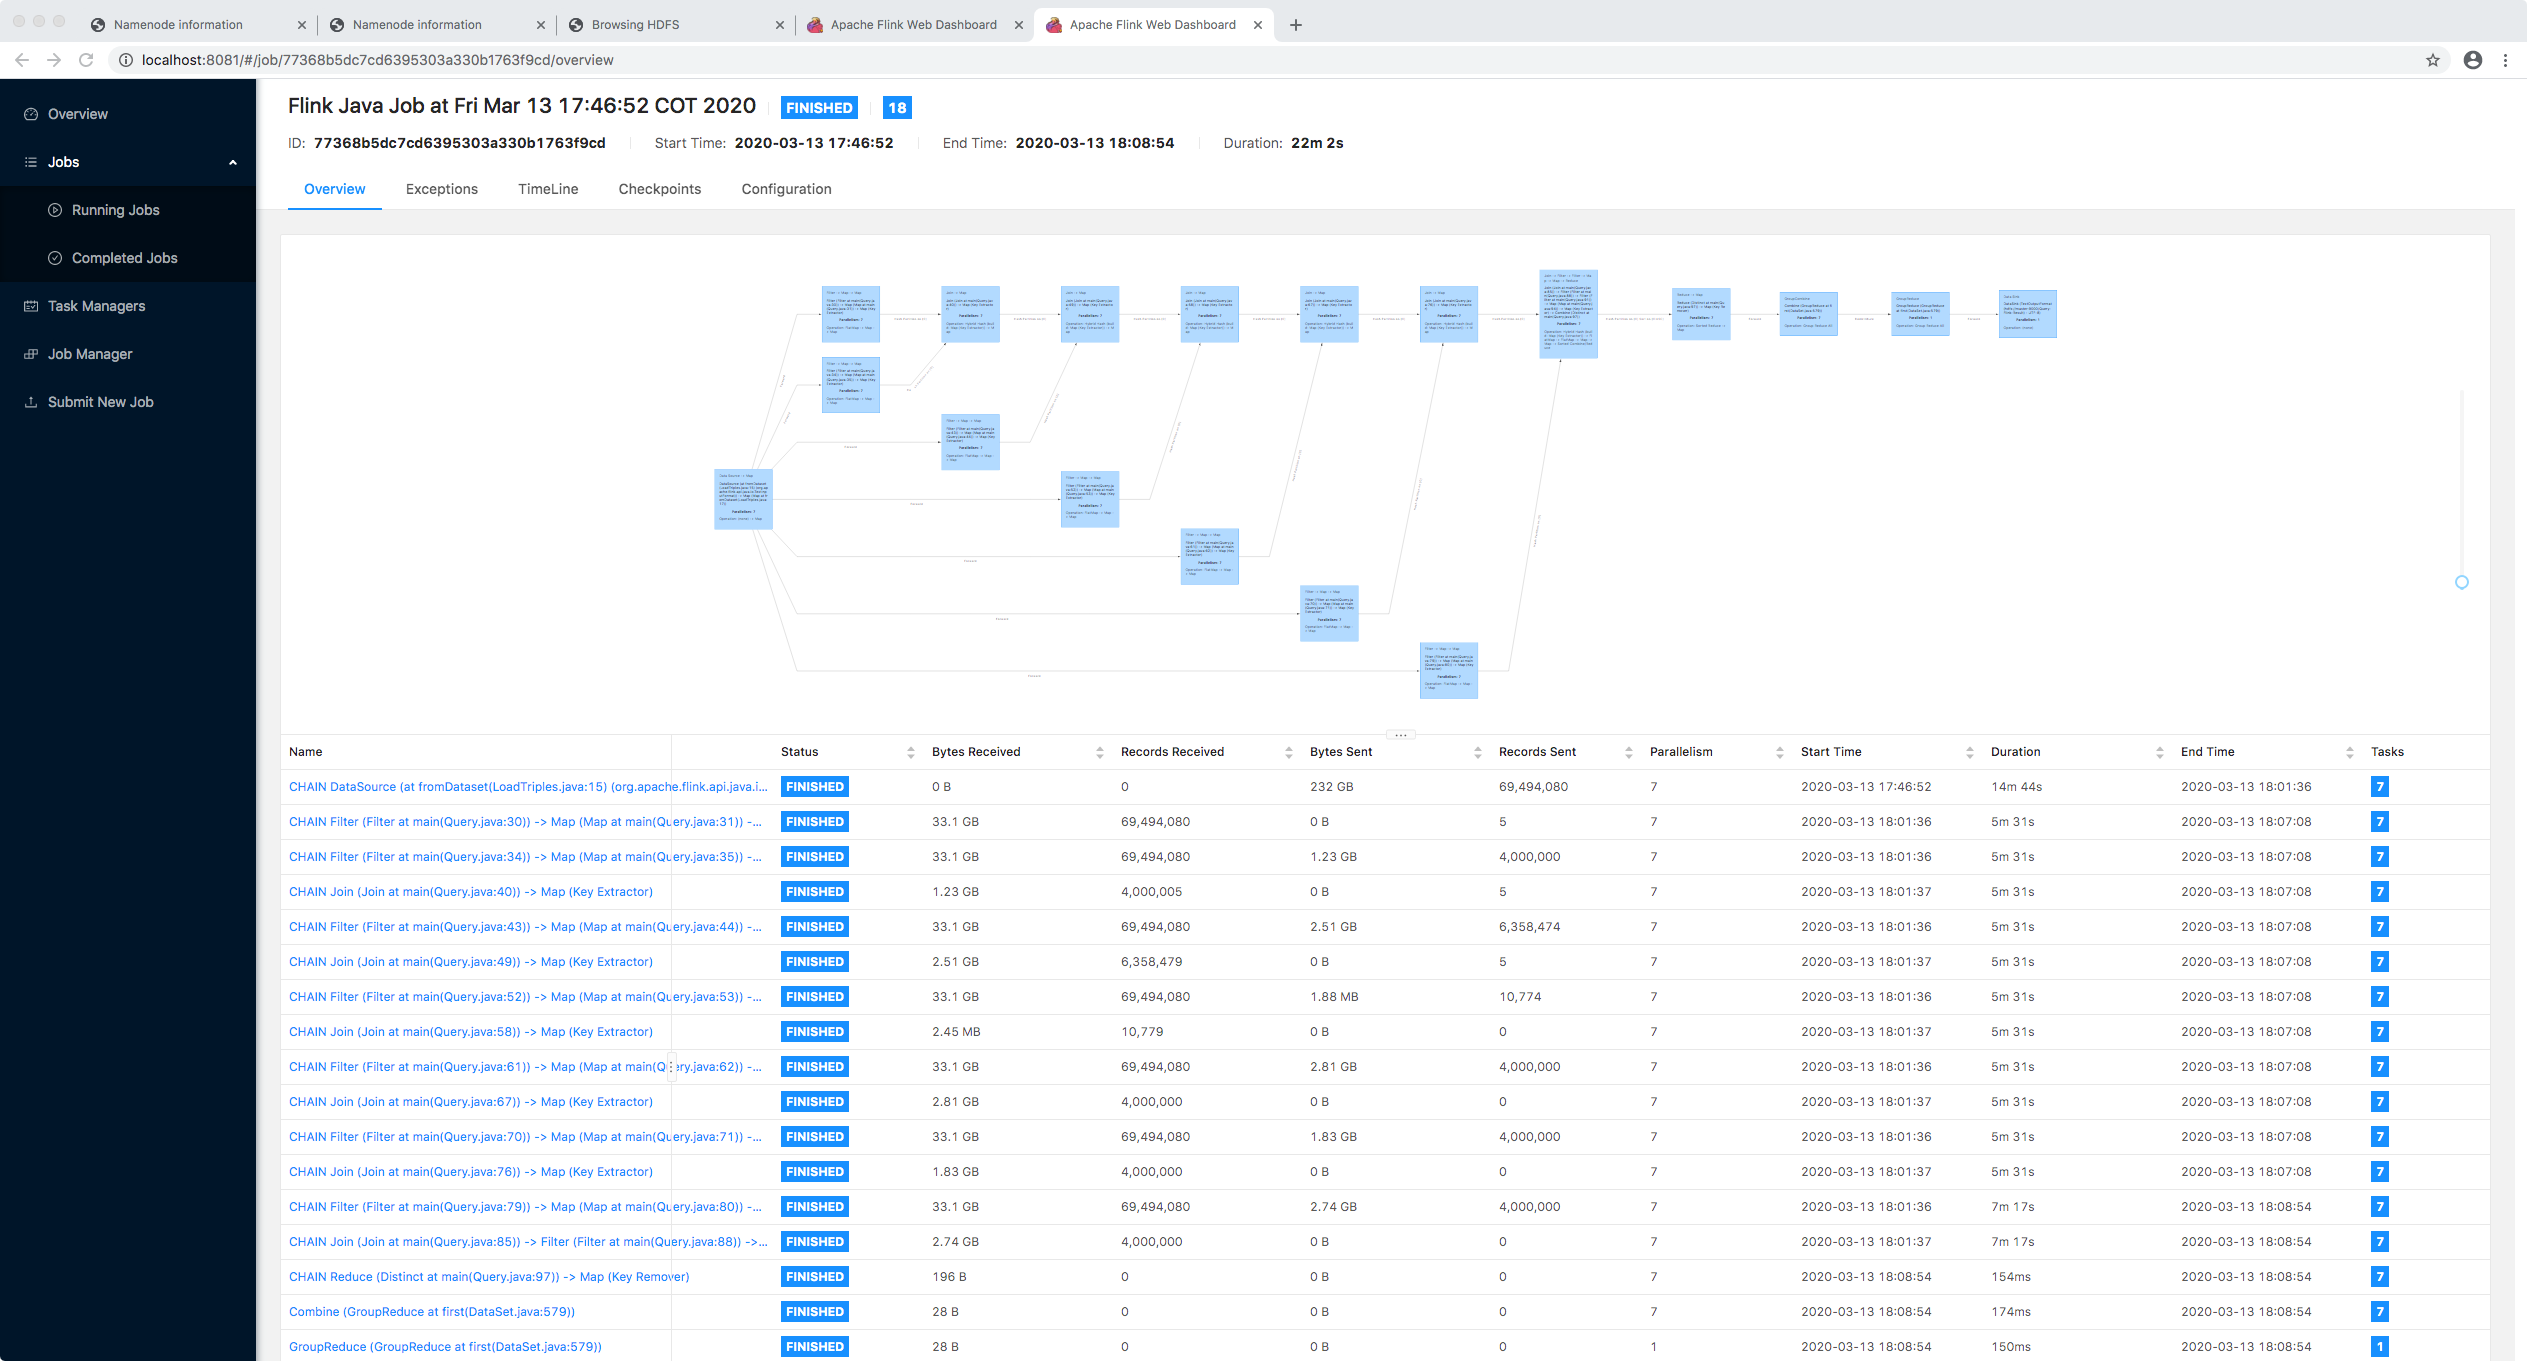 Namenode information
Namenode information
Browsing HDFS
Apache Flink Web Dashboard
Apache Flink Web Dashboard
localhost:8081/#/job/77368b5dc7cd6395303a330b1763f9cd/overview
Overview
Jobs
Running Jobs
Completed Jobs
Task Managers
Job Manager
Submit New Job
Flink Java Job at Fri Mar 13 17:46:52 COT 2020 FINISHED 18
ID: 77368b5dc7cd6395303a330b1763f9cd Start Time: 2020-03-13 17:46:52 End Time: 2020-03-13 18:08:54 Duration: 22m 2s
Overview Exceptions TimeLine Checkpoints Configuration
Name Status Bytes Received Records Received Bytes Sent Records Sent Parallelism Start Time Duration End Time Tasks
CHAIN DataSource (at fromDataset(LoadTriples.java:15) (org.apache.flink.api.java.i... FINISHED 0 B 0 232 GB 69,494,080 7 2020-03-13 17:46:52 14m 44s 2020-03-13 18:01:36 7
CHAIN Filter (Filter at main(Query.java:30)) -> Map (Map at main(Query.java:31)) -... FINISHED 33.1 GB 69,494,080 0 B 5 7 2020-03-13 18:01:36 5m 31s 2020-03-13 18:07:08 7
CHAIN Filter (Filter at main(Query.java:34)) -> Map (Map at main(Query.java:35)) -... FINISHED 33.1 GB 69,494,080 1.23 GB 4,000,000 7 2020-03-13 18:01:36 5m 31s 2020-03-13 18:07:08 7
CHAIN Join (Join at main(Query.java:40)) -> Map (Key Extractor) FINISHED 1.23 GB 4,000,005 0 B 5 7 2020-03-13 18:01:37 5m 31s 2020-03-13 18:07:08 7
CHAIN Filter (Filter at main(Query.java:43)) -> Map (Map at main(Query.java:44)) -... FINISHED 33.1 GB 69,494,080 2.51 GB 6,358,474 7 2020-03-13 18:01:36 5m 31s 2020-03-13 18:07:08 7
CHAIN Join (Join at main(Query.java:49)) -> Map (Key Extractor) FINISHED 2.51 GB 6,358,479 0 B 5 7 2020-03-13 18:01:37 5m 31s 2020-03-13 18:07:08 7
CHAIN Filter (Filter at main(Query.java:52)) -> Map (Map at main(Query.java:53)) -... FINISHED 33.1 GB 69,494,080 1.88 MB 10,774 7 2020-03-13 18:01:36 5m 31s 2020-03-13 18:07:08 7
CHAIN Join (Join at main(Query.java:58)) -> Map (Key Extractor) FINISHED 2.45 MB 10,779 0 B 0 7 2020-03-13 18:01:37 5m 31s 2020-03-13 18:07:08 7
CHAIN Filter (Filter at main(Query.java:61)) -> Map (Map at main(Query.java:62)) -... FINISHED 33.1 GB 69,494,080 2.81 GB 4,000,000 7 2020-03-13 18:01:36 5m 31s 2020-03-13 18:07:08 7
CHAIN Join (Join at main(Query.java:67)) -> Map (Key Extractor) FINISHED 2.81 GB 4,000,000 0 B 0 7 2020-03-13 18:01:37 5m 31s 2020-03-13 18:07:08 7
CHAIN Filter (Filter at main(Query.java:70)) -> Map (Map at main(Query.java:71)) -... FINISHED 33.1 GB 69,494,080 1.83 GB 4,000,000 7 2020-03-13 18:01:36 5m 31s 2020-03-13 18:07:08 7
CHAIN Join (Join at main(Query.java:76)) -> Map (Key Extractor) FINISHED 1.83 GB 4,000,000 0 B 0 7 2020-03-13 18:01:37 5m 31s 2020-03-13 18:07:08 7
CHAIN Filter (Filter at main(Query.java:79)) -> Map (Map at main(Query.java:80)) -... FINISHED 33.1 GB 69,494,080 2.74 GB 4,000,000 7 2020-03-13 18:01:36 7m 17s 2020-03-13 18:08:54 7
CHAIN Join (Join at main(Query.java:85)) -> Filter (Filter at main(Query.java:88)) ->... FINISHED 2.74 GB 4,000,000 0 B 0 7 2020-03-13 18:01:37 7m 17s 2020-03-13 18:08:54 7
CHAIN Reduce (Distinct at main(Query.java:97)) -> Map (Key Remover) FINISHED 196 B 0 0 B 0 7 2020-03-13 18:08:54 154ms 2020-03-13 18:08:54 7
Combine (GroupReduce at first(DataSet.java:579)) FINISHED 28 B 0 0 B 0 7 2020-03-13 18:08:54 174ms 2020-03-13 18:08:54 7
GroupReduce (GroupReduce at first(DataSet.java:579)) FINISHED 28 B 0 0 B 0 1 2020-03-13 18:08:54 150ms 2020-03-13 18:08:54 1